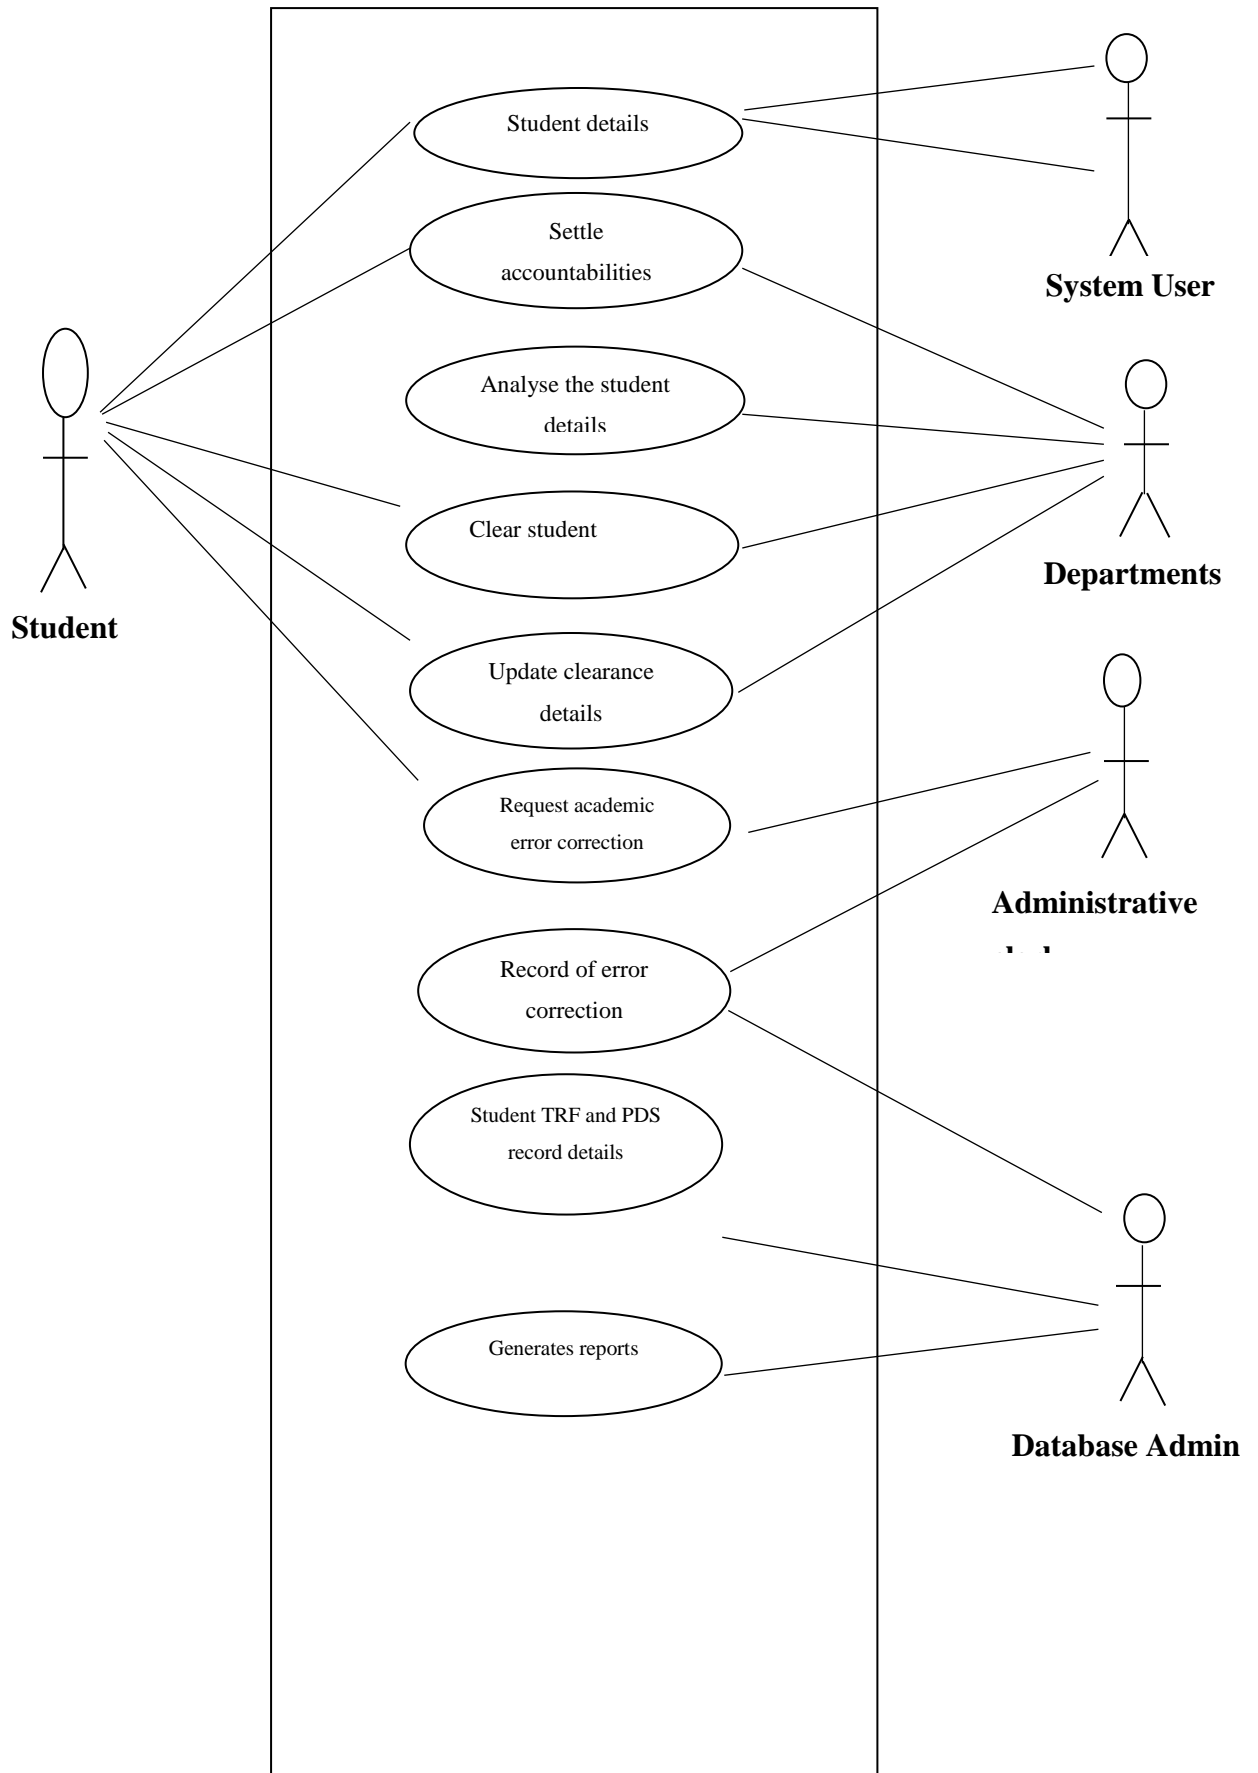 Student details
Settle
accountabilities
System User
Analyse the student
details
Clear student
Departments
Student
Update clearance
details
Request academic
error correction
Administrative
Record of error
correction
Student TRF and PDS
record details
Generates reports
Database Admin